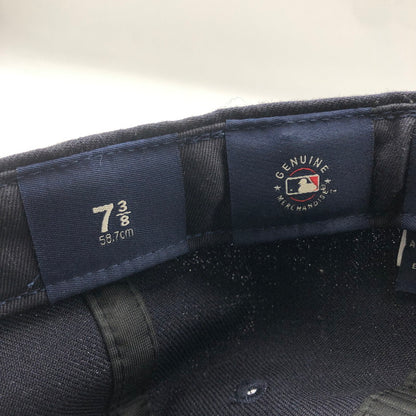 7 3/8
58.7cm
GENUINE
MERCHANDISE